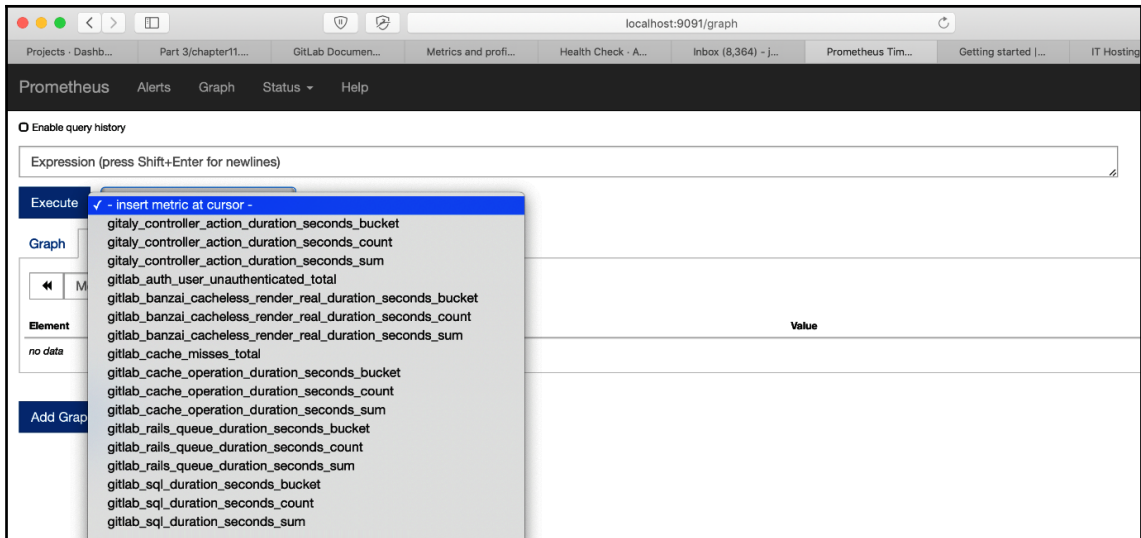 localhost:9091/graph
Projects · Dashb... Part 3/chapter11.... GitLab Documen... Metrics and profi... Health Check · A... Inbox (8,364) - j... Prometheus Tim... Getting started |... IT Hosting
Prometheus Alerts Graph Status Help
Enable query history
Expression (press Shift+Enter for newlines)
Execute
✓ - insert metric at cursor -
gitaly_controller_action_duration_seconds_bucket
gitaly_controller_action_duration_seconds_count
Graph
gitaly_controller_action_duration_seconds_sum
gitlab_auth_user_unauthenticated_total
M
gitlab_banzai_cacheless_render_real_duration_seconds_bucket
gitlab_banzai_cacheless_render_real_duration_seconds_count
Element Value
gitlab_banzai_cacheless_render_real_duration_seconds_sum
no data
gitlab_cache_misses_total
gitlab_cache_operation_duration_seconds_bucket
gitlab_cache_operation_duration_seconds_count
gitlab_cache_operation_duration_seconds_sum
Add Grap
gitlab_rails_queue_duration_seconds_bucket
gitlab_rails_queue_duration_seconds_count
gitlab_rails_queue_duration_seconds_sum
gitlab_sql_duration_seconds_bucket
gitlab_sql_duration_seconds_count
gitlab_sql_duration_seconds_sum